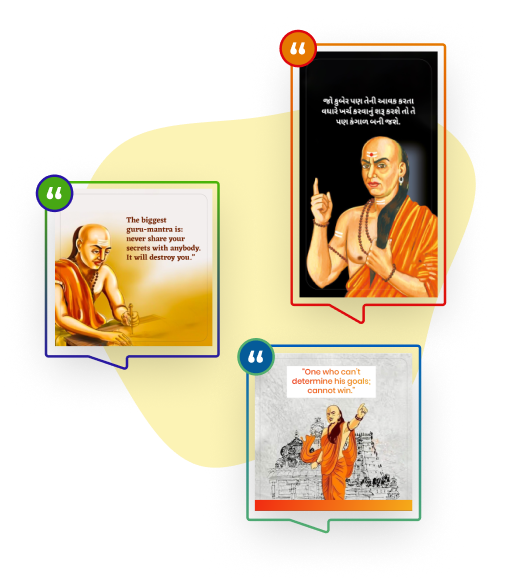 જો કુબેર પણ તેની આવક કરતા
વધારે ખર્ચ કરવાનું શરૂ કરશે તો તે
પણ કંગાળ બની જશે.
The biggest
guru-mantra is:
never share your
secrets with anybody.
It will destroy you."
"One who can't
determine his goals;
cannot win."